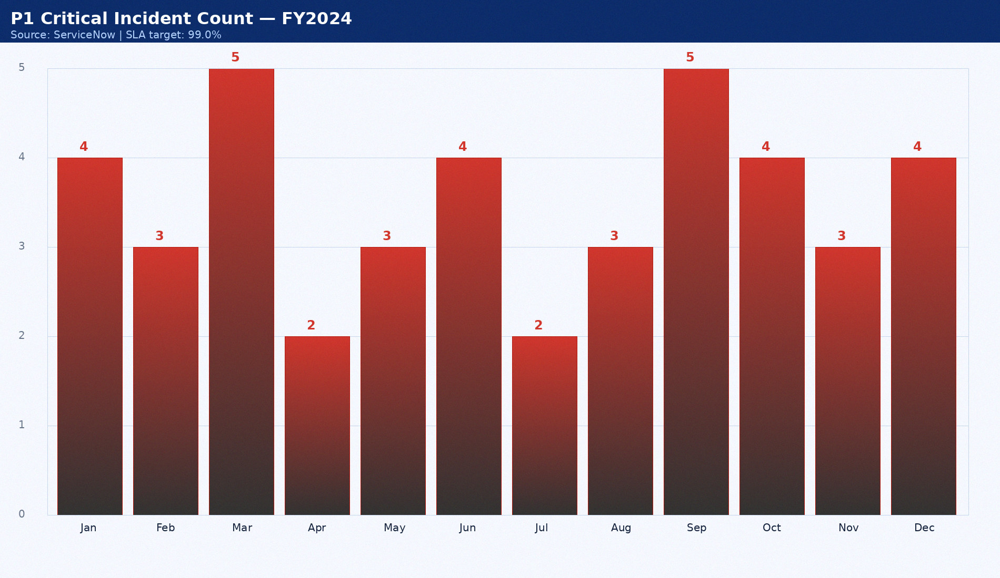 P1 Critical Incident Count — FY2024
Source: ServiceNow | SLA target: 99.0%
5 5
5
4 4 4 4
4
3 3 3 3
3
2 2
2
1
0
Jan Feb Mar Apr May Jun Jul Aug Sep Oct Nov Dec